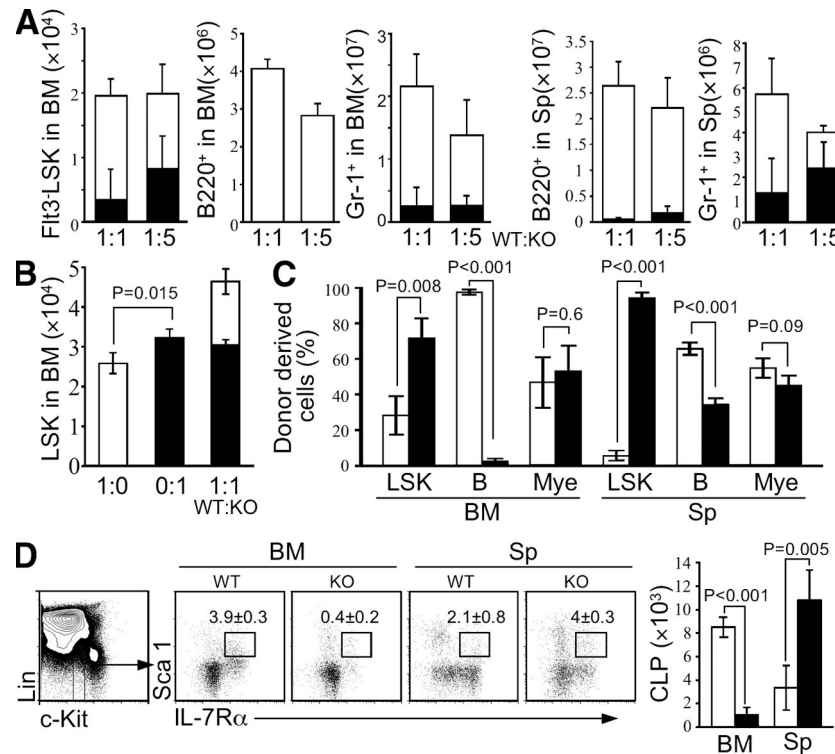 A
Flt3-LSK in BM (×10⁴)
3
2
1
0
1:1 1:5
B220⁺ in BM(×10⁶)
5
4
3
2
1
0
1:1 1:5
Gr-1⁺ in BM(×10⁷)
3
2.5
2
1.5
1
.5
0
1:1 1:5
WT:KO
B220⁺ in Sp(×10⁷)
3.5
3
2.5
2
1.5
1
0.5
0
1:1 1:5
Gr-1⁺ in Sp(×10⁶)
8
7
6
5
4
3
2
1
0
1:1 1:5
B
LSK in BM (×10⁴)
5
4
3
2
1
0
P=0.015
1:0 0:1 1:1
WT:KO
C
Donor derived
cells (%)
100
80
60
40
20
0
P=0.008
P<0.001
P=0.6
P<0.001
P<0.001
P=0.09
LSK B Mye LSK B Mye
BM Sp
D
BM Sp
WT KO WT KO
3.9±0.3 0.4±0.2 2.1±0.8 4±0.3
Lin
c-Kit
Sca 1
IL-7Rα
CLP (×10³)
14
12
10
8
6
4
2
0
P<0.001
P=0.005
BM Sp